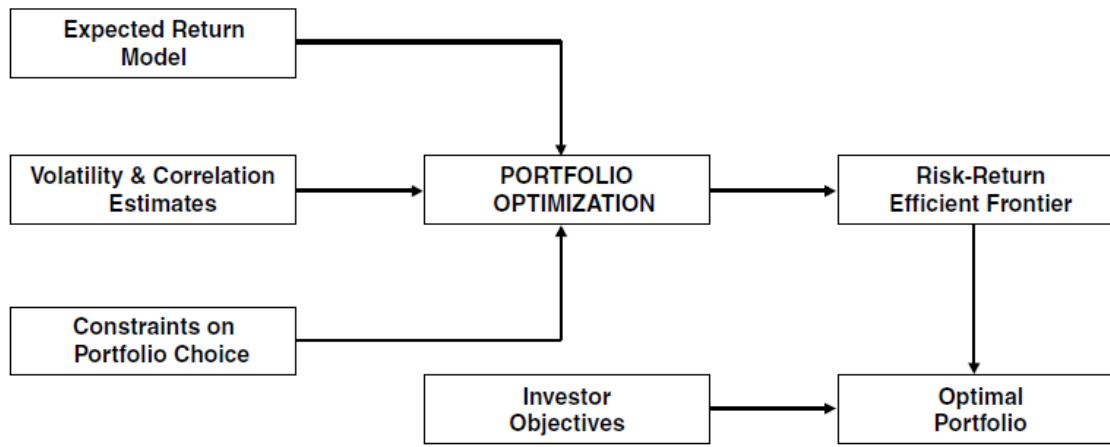 Expected Return
Model
Volatility & Correlation
Estimates
PORTFOLIO
OPTIMIZATION
Risk-Return
Efficient Frontier
Constraints on
Portfolio Choice
Investor
Objectives
Optimal
Portfolio